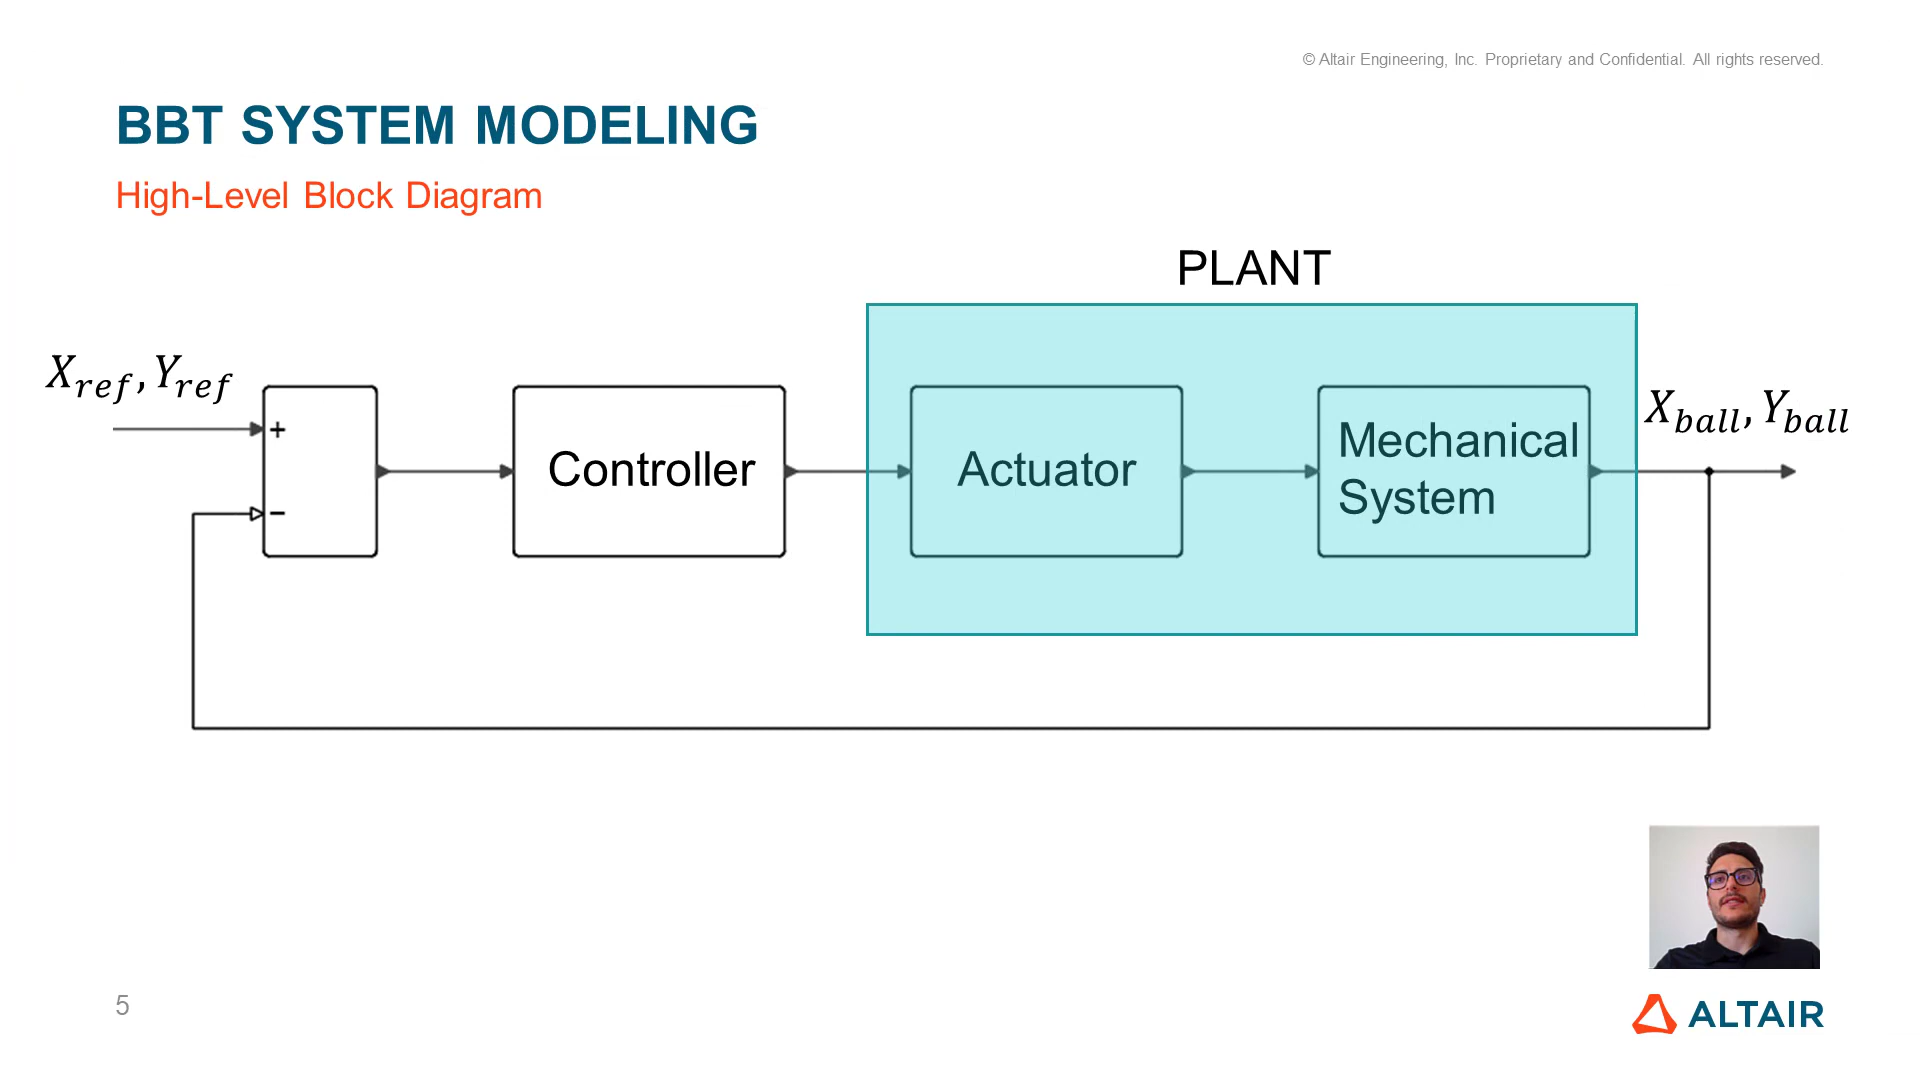 © Altair Engineering, Inc. Proprietary and Confidential. All rights reserved.
BBT SYSTEM MODELING
High-Level Block Diagram
PLANT
X_ref, Y_ref
+
−
Controller
Actuator
Mechanical
System
X_ball, Y_ball
5
ALTAIR